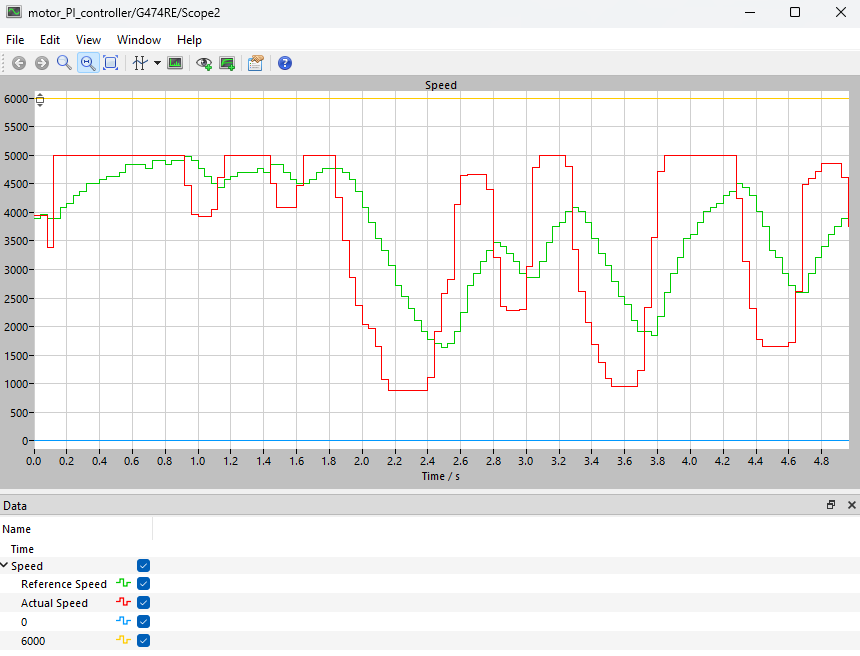 motor_PI_controller/G474RE/Scope2
File Edit View Window Help
Speed
6000
5500
5000
4500
4000
3500
3000
2500
2000
1500
1000
500
0
0.0 0.2 0.4 0.6 0.8 1.0 1.2 1.4 1.6 1.8 2.0 2.2 2.4 2.6 2.8 3.0 3.2 3.4 3.6 3.8 4.0 4.2 4.4 4.6 4.8
Time / s
Data
Name
Time
Speed
Reference Speed
Actual Speed
0
6000